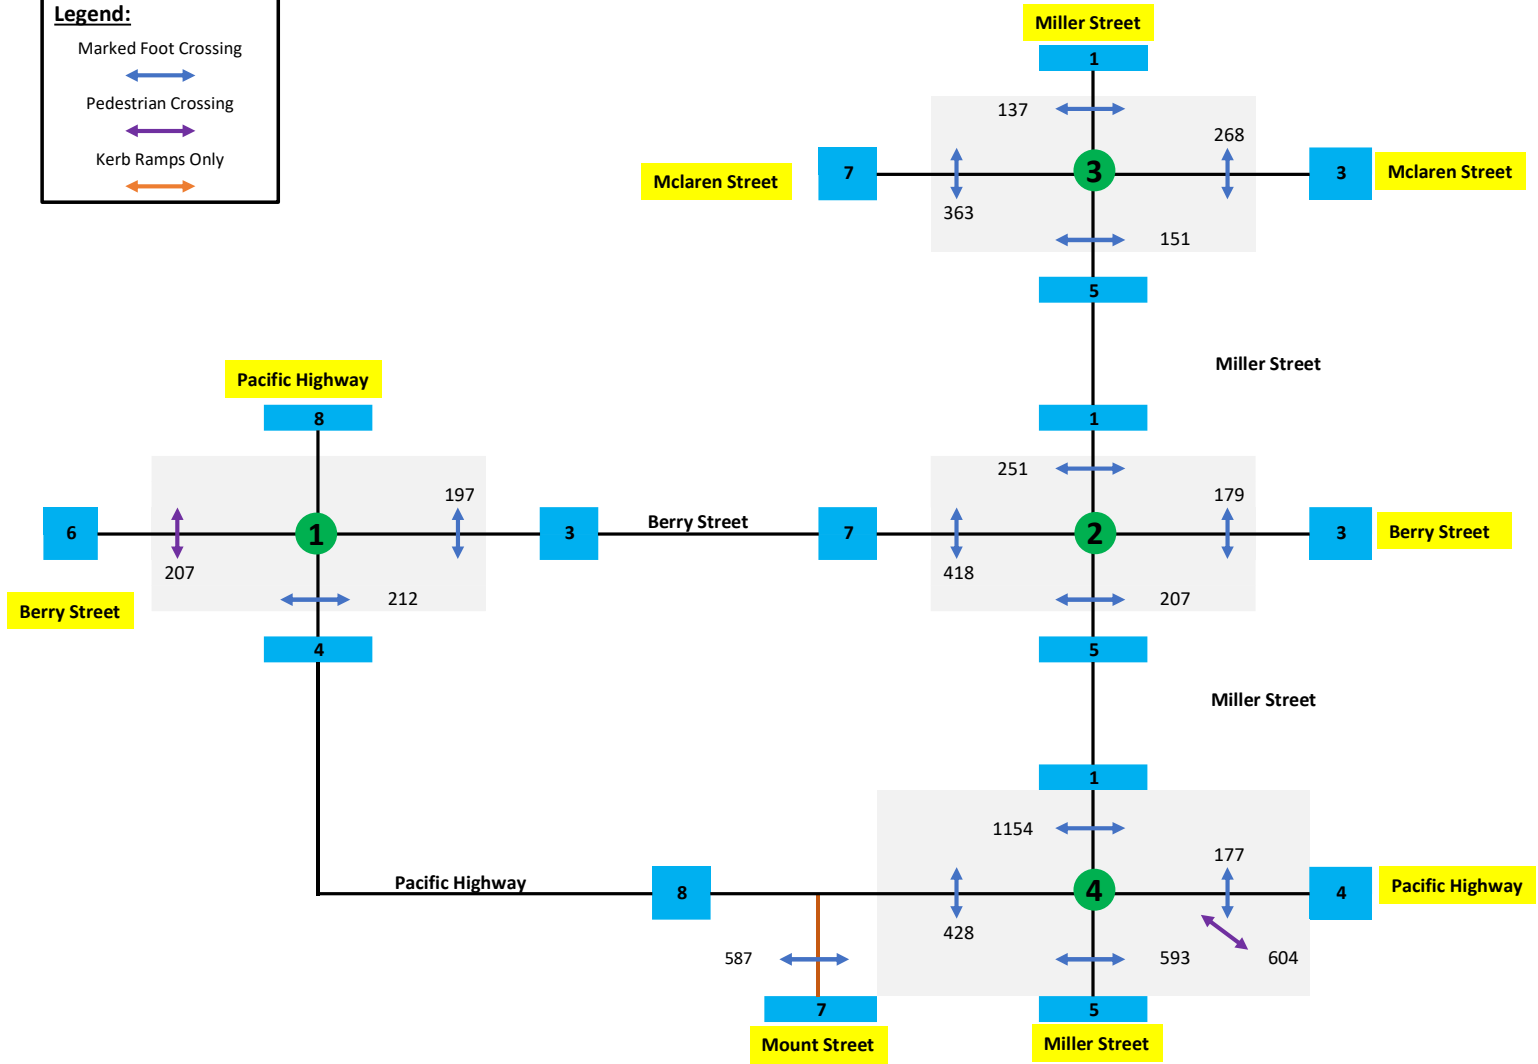 Legend:
Marked Foot Crossing
Pedestrian Crossing
Kerb Ramps Only
Miller Street
1
137
268
Mclaren Street
7
3
3
Mclaren Street
363
151
5
Miller Street
Pacific Highway
8
1
251
197
179
6
1
3
Berry Street
7
2
3
Berry Street
207
418
Berry Street
212
207
4
5
Miller Street
1
1154
177
Pacific Highway
8
4
4
Pacific Highway
428
587
593
604
7
5
Mount Street
Miller Street